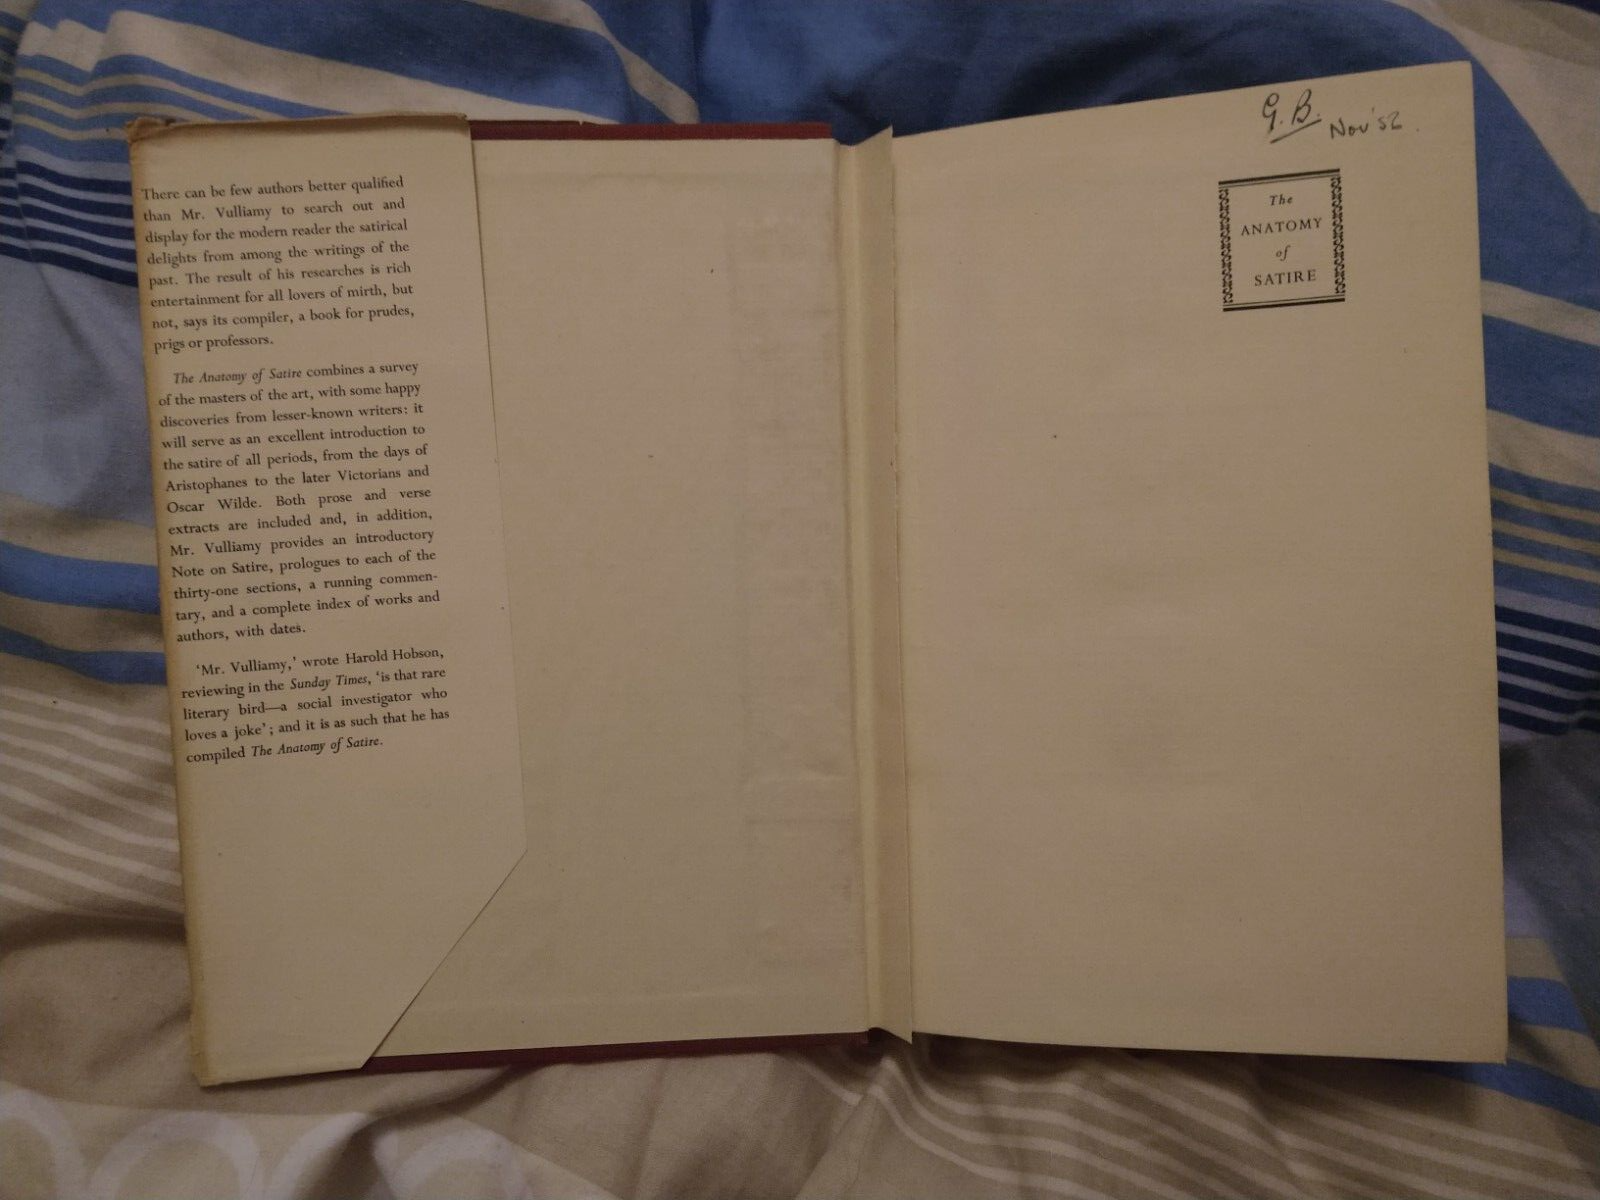 There can be few authors better qualified
than Mr. Vulliamy to search out and
display for the modern reader the satirical
delights from among the writings of the
past. The result of his researches is rich
entertainment for all lovers of mirth, but
not, says its compiler, a book for prudes,
prigs or professors.
The Anatomy of Satire combines a survey
of the masters of the art, with some happy
discoveries from lesser-known writers: it
will serve as an excellent introduction to
the satire of all periods, from the days of
Aristophanes to the later Victorians and
Oscar Wilde. Both prose and verse
extracts are included and, in addition,
Mr. Vulliamy provides an introductory
Note on Satire, prologues to each of the
thirty-one sections, a running commen-
tary, and a complete index of works and
authors, with dates.
‘Mr. Vulliamy,’ wrote Harold Hobson,
reviewing in the Sunday Times, ‘is that rare
literary bird—a social investigator who
loves a joke’; and it is as such that he has
compiled The Anatomy of Satire.
G.B. Nov '52.
The
ANATOMY
of
SATIRE